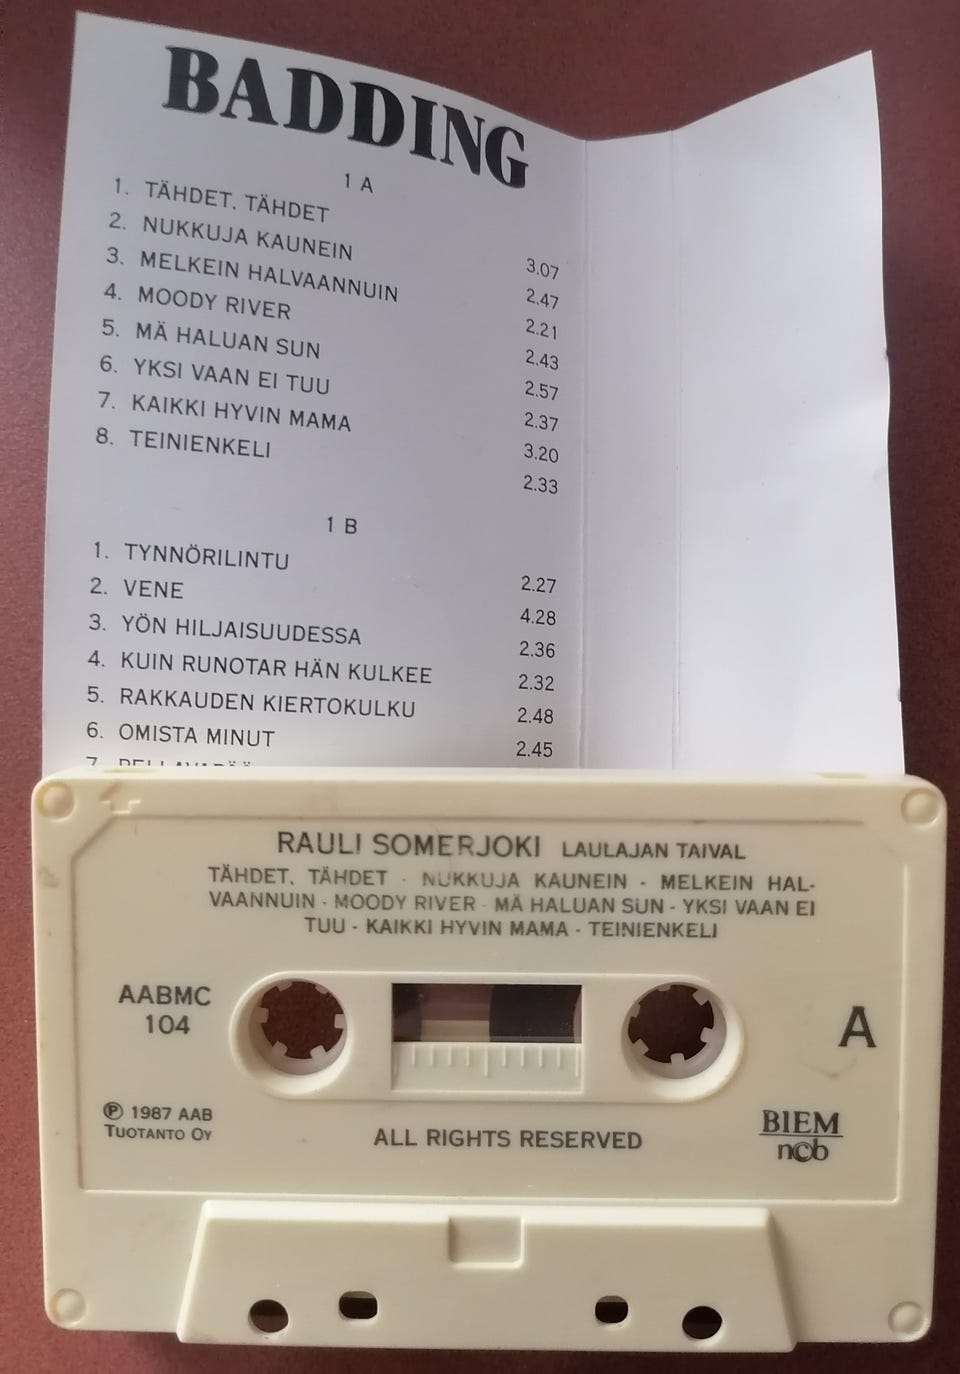 BADDING
1 A
1. TÄHDET. TÄHDET 3.07
2. NUKKUJA KAUNEIN 2.47
3. MELKEIN HALVAANNUIN 2.21
4. MOODY RIVER 2.43
5. MÄ HALUAN SUN 2.57
6. YKSI VAAN EI TUU 2.37
7. KAIKKI HYVIN MAMA 3.20
8. TEINIENKELI 2.33
1 B
1. TYNNÖRILINTU 2.27
2. VENE 4.28
3. YÖN HILJAISUUDESSA 2.36
4. KUIN RUNOTAR HÄN KULKEE 2.32
5. RAKKAUDEN KIERTOKULKU 2.48
6. OMISTA MINUT 2.45
7.
RAULI SOMERJOKI LAULAJAN TAIVAL
TÄHDET. TÄHDET - NUKKUJA KAUNEIN - MELKEIN HAL-
VAANNUIN - MOODY RIVER - MÄ HALUAN SUN - YKSI VAAN EI
TUU - KAIKKI HYVIN MAMA - TEINIENKELI
AABMC
104
A
Ⓟ 1987 AAB
TUOTANTO OY
ALL RIGHTS RESERVED
BIEM
ncb